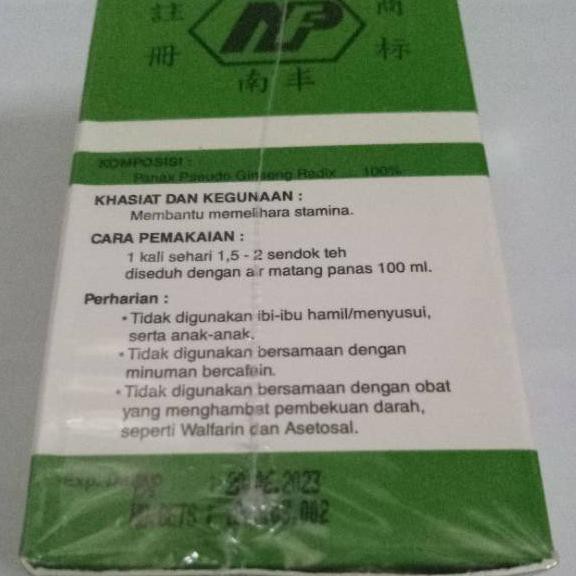 註 商
NP
冊 标
南 丰
KOMPOSISI :
Panax Pseudo Ginseng Radix 100%
KHASIAT DAN KEGUNAAN :
Membantu memelihara stamina.
CARA PEMAKAIAN :
1 kali sehari 1,5 - 2 sendok teh
diseduh dengan air matang panas 100 ml.
Perharian :
• Tidak digunakan ibi-ibu hamil/menyusui,
serta anak-anak.
• Tidak digunakan bersamaan dengan
minuman bercafein.
• Tidak digunakan bersamaan dengan obat
yang menghambat pembekuan darah,
seperti Walfarin dan Asetosal.
Exp. : 2023